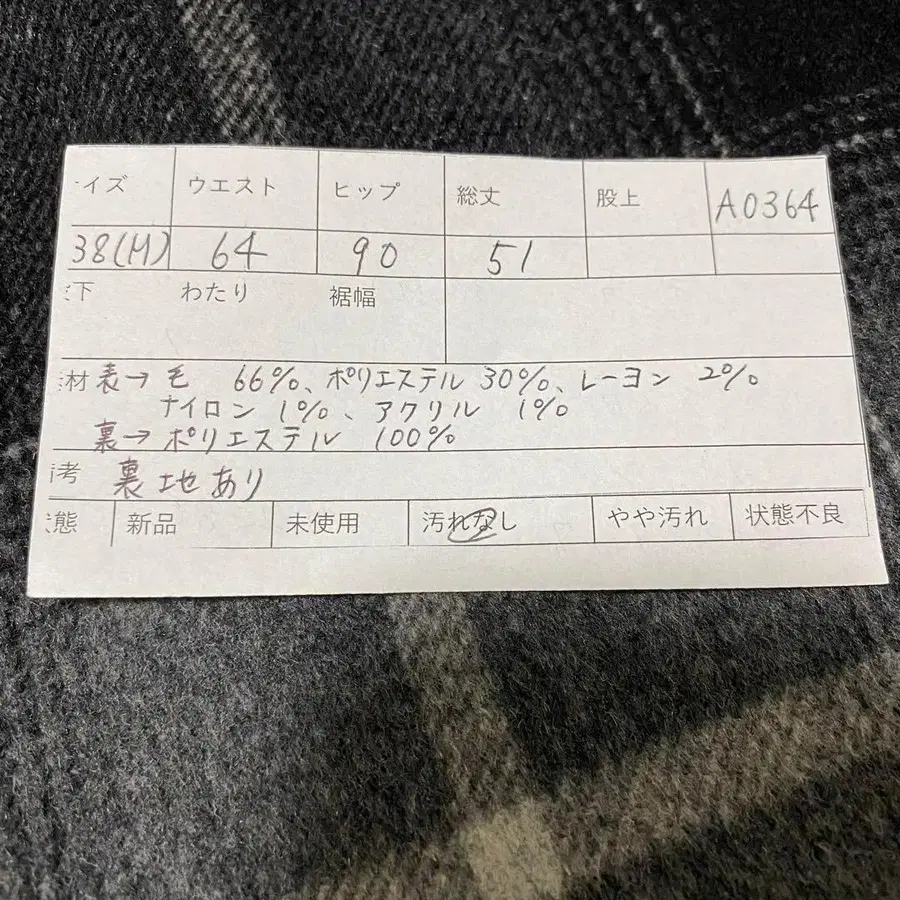 イズ ウエスト ヒップ 総丈 股上 A0364
38(M) 64 90 51
下 わたり 裾幅
材 表→毛 66%、ポリエステル 30%、レーヨン 2%
ナイロン 1%、アクリル 1%
裏→ポリエステル 100%
考 裏地あり
態 新品 未使用 汚れなし やや汚れ 状態不良